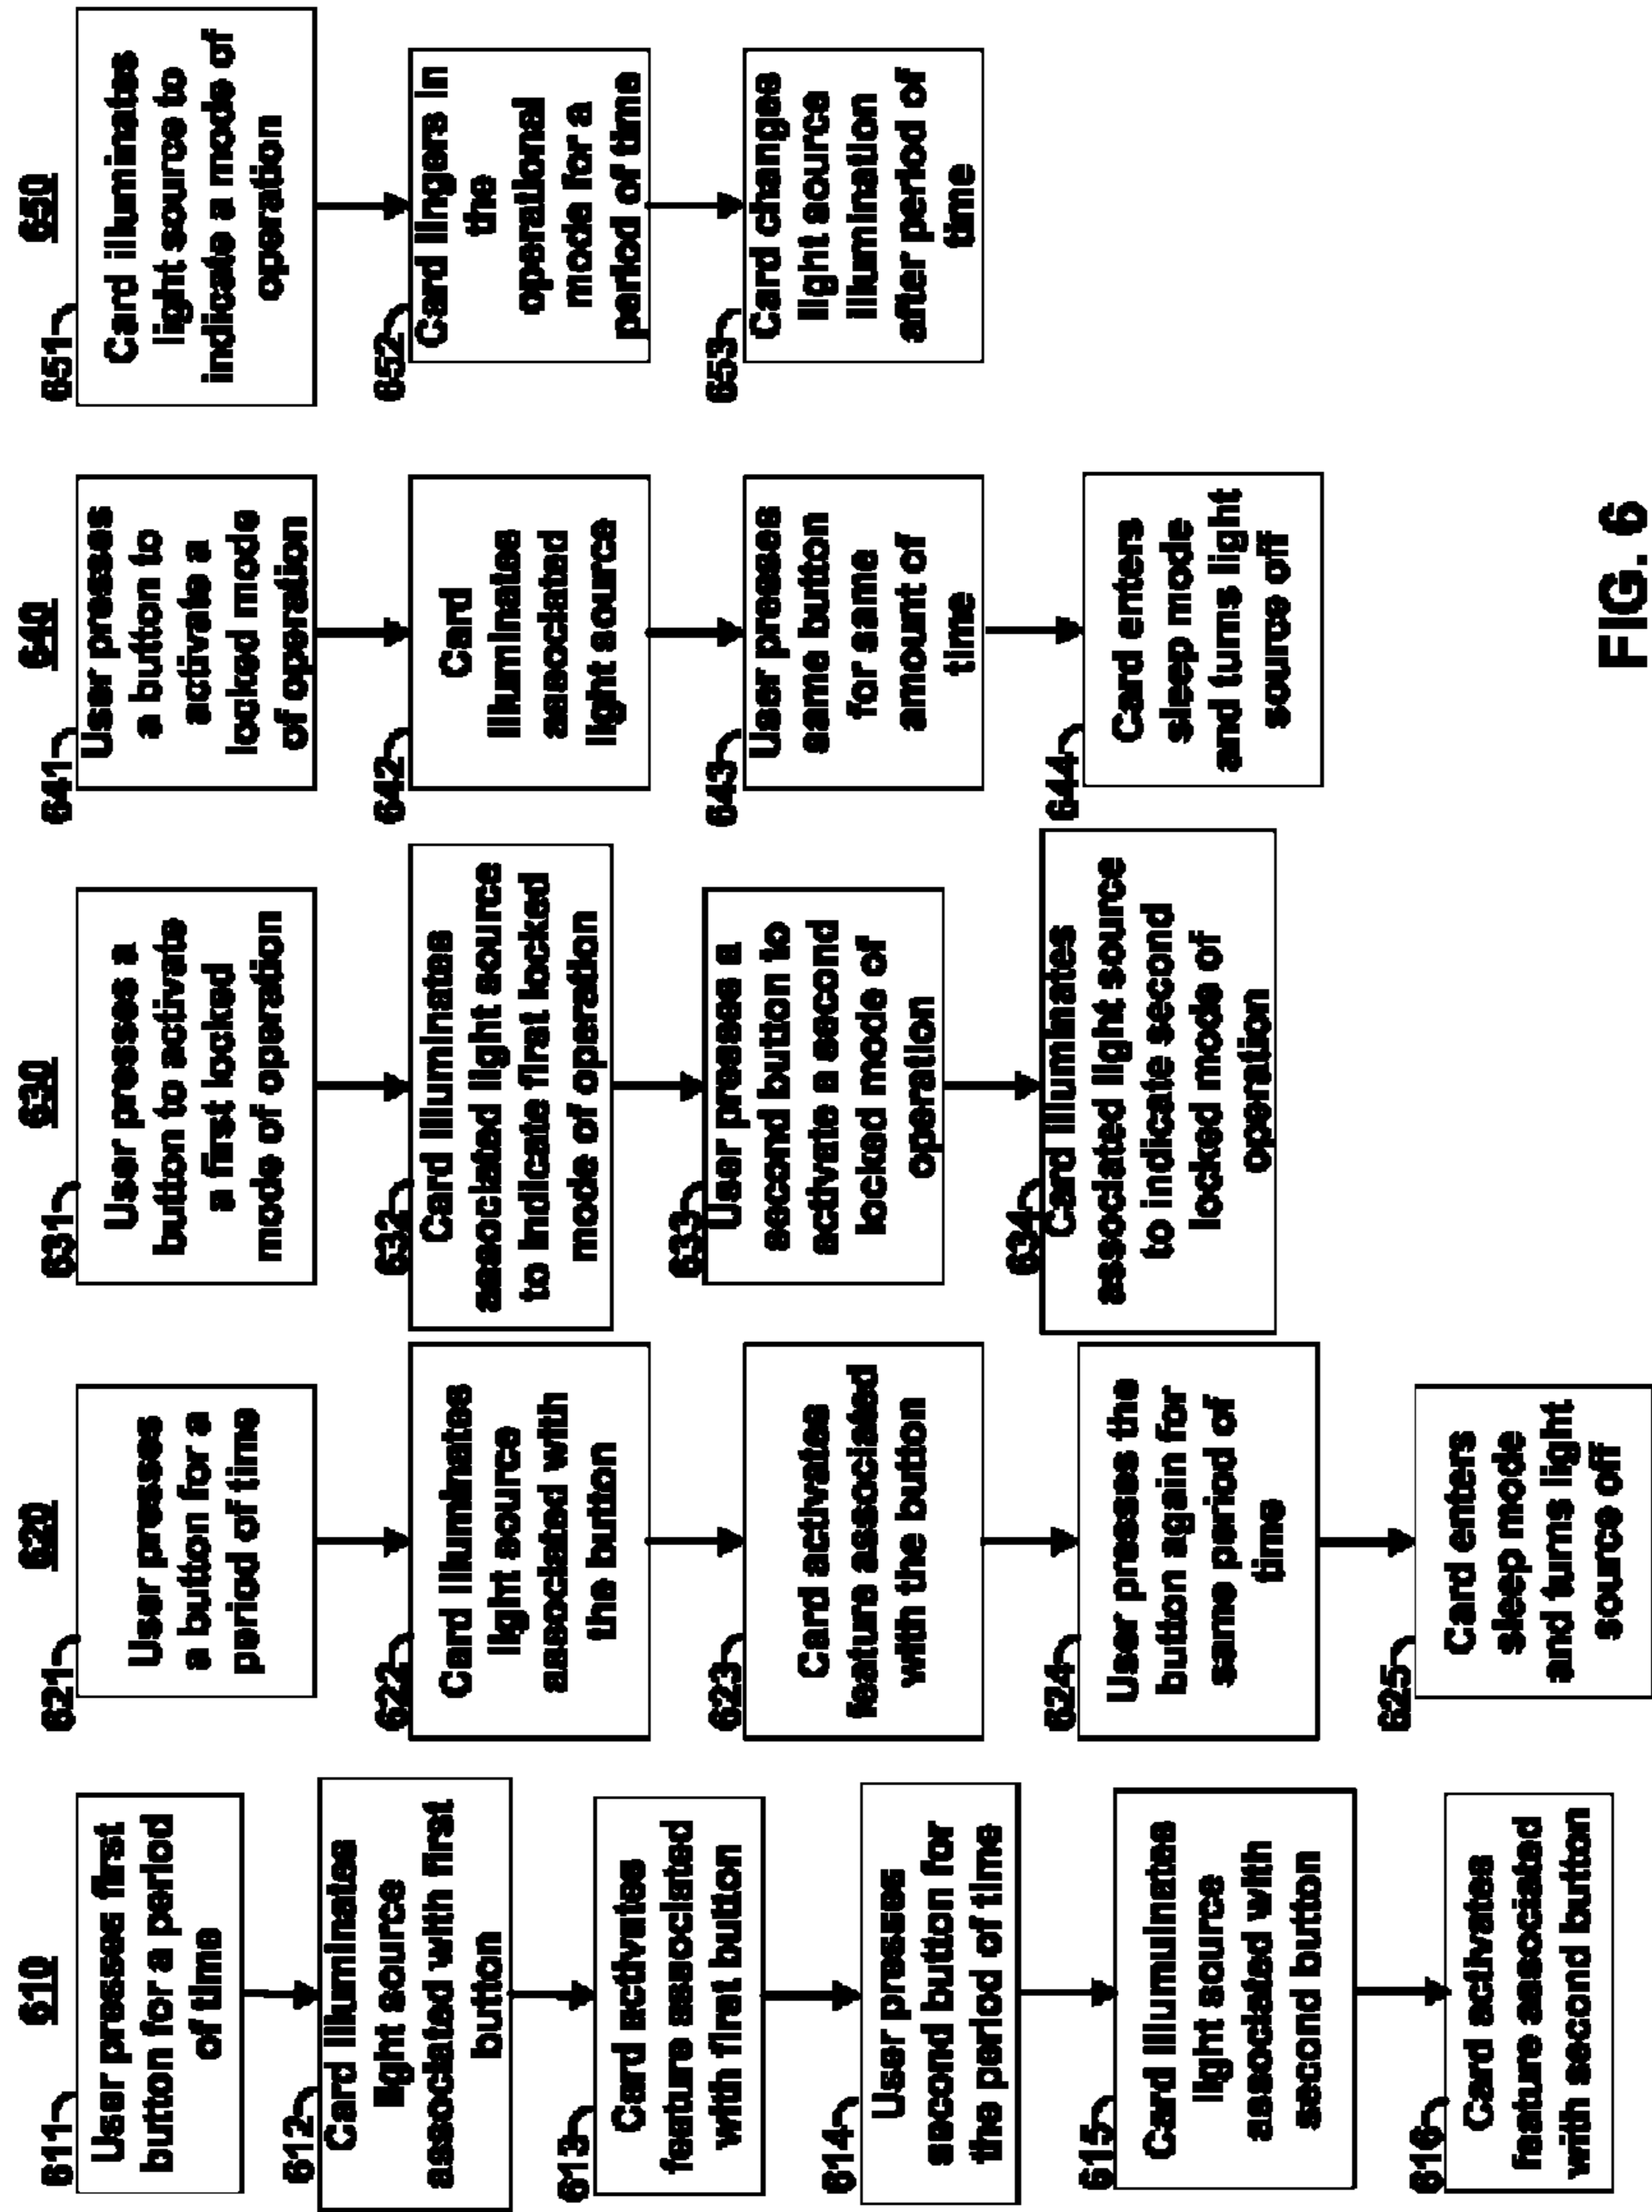 610
611
User presses first
button for a period
of time
612
Card illuminates
light source
associated with first
button
613
Card activates
feature associated
with first button
614
User presses
second button for
the period of time
615
Card illumulnates
light source
associated with
second button
616
Card activates
feature associated
with second button
620
621
User presses
a button for a
period of time
622
Card illuminates
light source
associated with
the button
623
Card activates
feature associated
with the button
624
User presses the
button again for
same period of
time
625
Card enters
sleep mode
and turns light
source off
630
631
User presses a
button to activate
a first locked
mode of operation
632
Card illuminates
associated light source
to indicate first locked
mode of operation
633
User presses a
second button to
activate a second
locked mode of
operation
634
Card illuminates
associated light source
to indicate second
locked mode of
operation
640
641
User presses
a button to
activate a
locked mode
of operation
642
Card
illuminates
associated
light source
643
User presses
same button
for same
amount of
time
644
Card enters
sleep mode
and turns light
source off
650
651
Card illuminates
light source to
indicate a mode of
operation
652
Card lingers in
the
operational
mode for a
period of time
653
Card changes
light source
illumination
after period of
time
FIG. 6